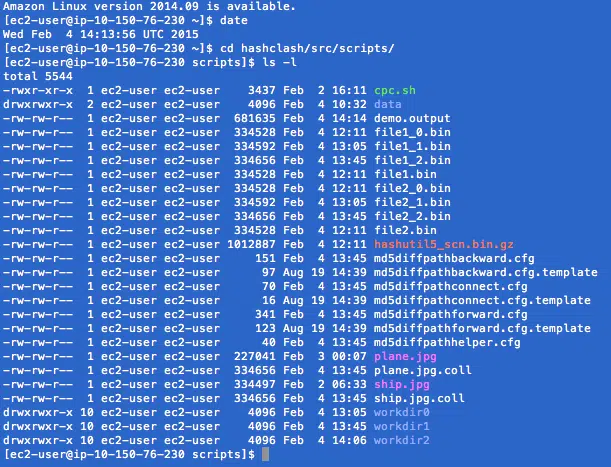 Amazon Linux version 2014.09 is available.
[ec2-user@ip-10-150-76-230 ~]$ date
Wed Feb  4 14:13:56 UTC 2015
[ec2-user@ip-10-150-76-230 ~]$ cd hashclash/src/scripts/
[ec2-user@ip-10-150-76-230 scripts]$ ls -l
total 5544
-rwxr-xr-x  1 ec2-user ec2-user    3437 Feb  2 16:11 cpc.sh
drwxrwxr-x  2 ec2-user ec2-user    4096 Feb  4 10:32 data
-rw-rw-r--  1 ec2-user ec2-user  681635 Feb  4 14:14 demo.output
-rw-rw-r--  1 ec2-user ec2-user  334528 Feb  4 12:11 file1_0.bin
-rw-rw-r--  1 ec2-user ec2-user  334592 Feb  4 13:05 file1_1.bin
-rw-rw-r--  1 ec2-user ec2-user  334656 Feb  4 13:45 file1_2.bin
-rw-rw-r--  1 ec2-user ec2-user  334528 Feb  4 12:11 file1.bin
-rw-rw-r--  1 ec2-user ec2-user  334528 Feb  4 12:11 file2_0.bin
-rw-rw-r--  1 ec2-user ec2-user  334592 Feb  4 13:05 file2_1.bin
-rw-rw-r--  1 ec2-user ec2-user  334656 Feb  4 13:45 file2_2.bin
-rw-rw-r--  1 ec2-user ec2-user  334528 Feb  4 12:11 file2.bin
-rw-rw-r--  1 ec2-user ec2-user 1012887 Feb  4 12:11 hashutil5_scn.bin.gz
-rw-rw-r--  1 ec2-user ec2-user     151 Feb  4 13:45 md5diffpathbackward.cfg
-rw-rw-r--  1 ec2-user ec2-user      97 Aug 19 14:39 md5diffpathbackward.cfg.template
-rw-rw-r--  1 ec2-user ec2-user      70 Feb  4 13:45 md5diffpathconnect.cfg
-rw-rw-r--  1 ec2-user ec2-user      16 Aug 19 14:39 md5diffpathconnect.cfg.template
-rw-rw-r--  1 ec2-user ec2-user     341 Feb  4 13:45 md5diffpathforward.cfg
-rw-rw-r--  1 ec2-user ec2-user     123 Aug 19 14:39 md5diffpathforward.cfg.template
-rw-rw-r--  1 ec2-user ec2-user      40 Feb  4 13:45 md5diffpathhelper.cfg
-rw-rw-r--  1 ec2-user ec2-user  227041 Feb  3 00:07 plane.jpg
-rw-rw-r--  1 ec2-user ec2-user  334656 Feb  4 13:45 plane.jpg.coll
-rw-rw-r--  1 ec2-user ec2-user  334497 Feb  2 06:33 ship.jpg
-rw-rw-r--  1 ec2-user ec2-user  334656 Feb  4 13:45 ship.jpg.coll
drwxrwxr-x 10 ec2-user ec2-user    4096 Feb  4 13:05 workdir0
drwxrwxr-x 10 ec2-user ec2-user    4096 Feb  4 13:45 workdir1
drwxrwxr-x 10 ec2-user ec2-user    4096 Feb  4 14:06 workdir2
[ec2-user@ip-10-150-76-230 scripts]$